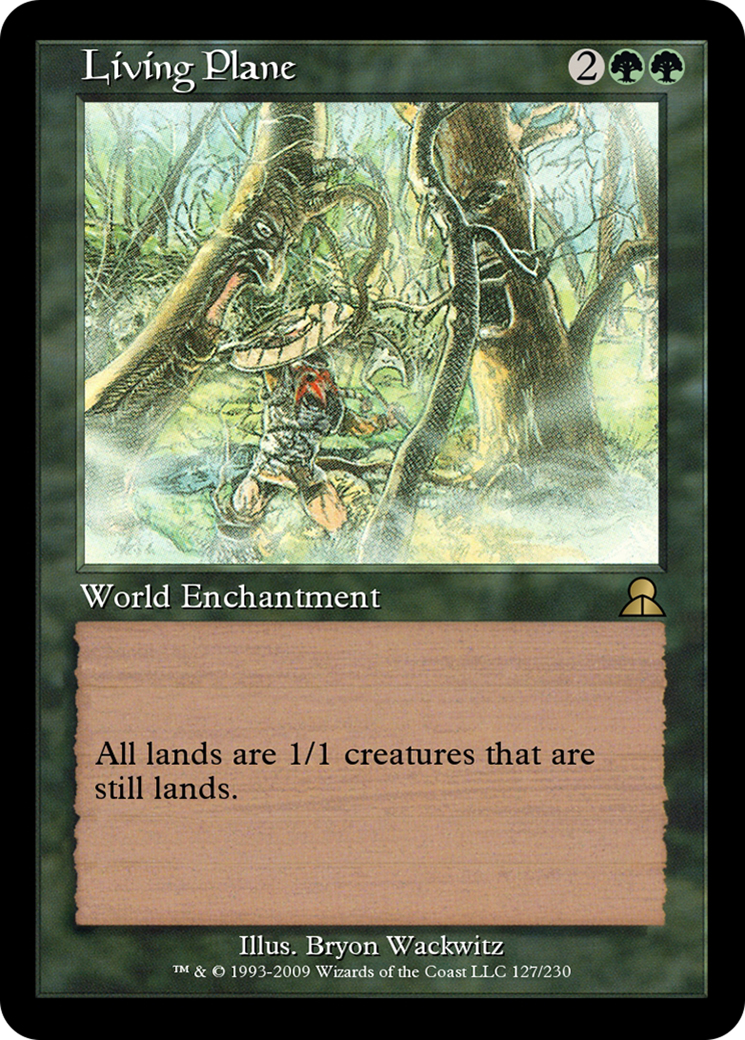 Living Plane 2
World Enchantment
All lands are 1/1 creatures that are
still lands.
Illus. Bryon Wackwitz
™ & © 1993-2009 Wizards of the Coast LLC 127/230